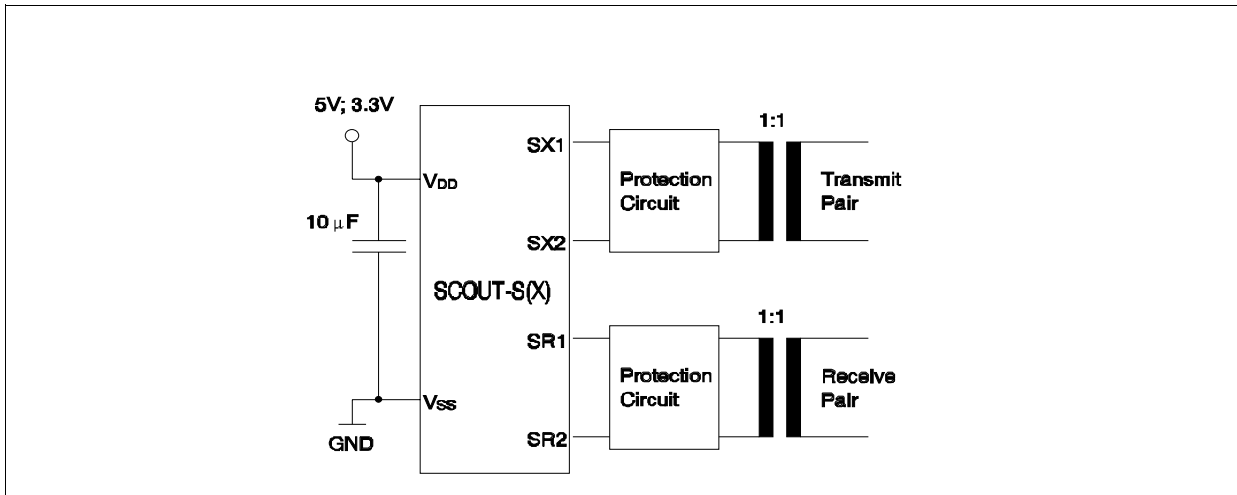 5V; 3.3V
VDD
10 µF
SCOUT-S(X)
VSS
GND
SX1
SX2
SR1
SR2
Protection
Circuit
1:1
Transmit
Pair
Protection
Circuit
1:1
Receive
Pair